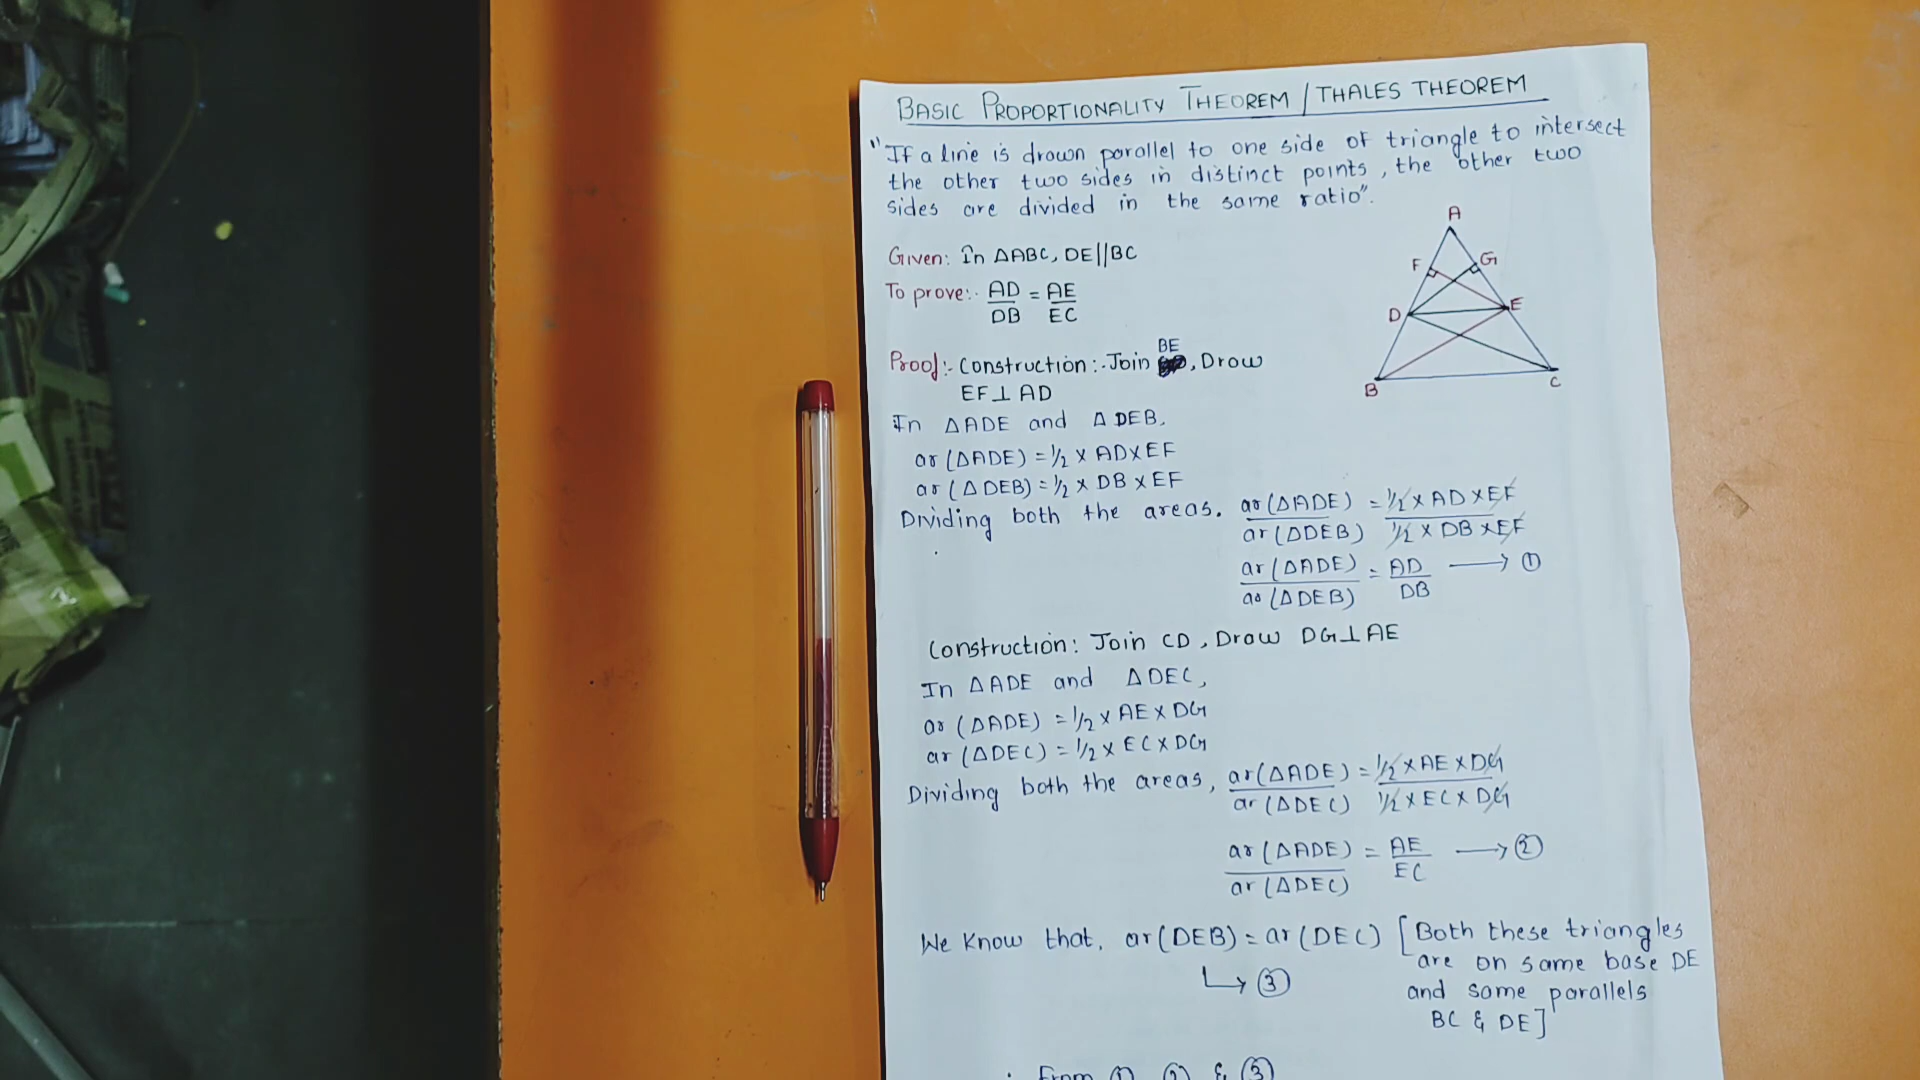 BASIC PROPORTIONALITY THEOREM / THALES THEOREM
"If a line is drawn parallel to one side of triangle to intersect
the other two sides in distinct points, the other two
sides are divided in the same ratio".
Given: In ΔABC, DE||BC
To prove:- AD/DB = AE/EC
Proof:- Construction:- Join BE, Draw
EF⊥AD
In ΔADE and ΔDEB,
ar(ΔADE) = 1/2 × AD × EF
ar(ΔDEB) = 1/2 × DB × EF
Dividing both the areas. ar(ΔADE)/ar(ΔDEB) = 1/2 × AD × EF / 1/2 × DB × EF
ar(ΔADE)/ar(ΔDEB) = AD/DB → ①
Construction: Join CD, Draw DG⊥AE
In ΔADE and ΔDEC,
ar(ΔADE) = 1/2 × AE × DG
ar(ΔDEC) = 1/2 × EC × DG
Dividing both the areas, ar(ΔADE)/ar(ΔDEC) = 1/2 × AE × DG / 1/2 × EC × DG
ar(ΔADE)/ar(ΔDEC) = AE/EC → ②
We know that, ar(DEB) = ar(DEC) [Both these triangles
are on same base DE
↳ ③
and same parallels
BC & DE]
∴ From ①, ② & ③
A
F
G
D
E
B
C